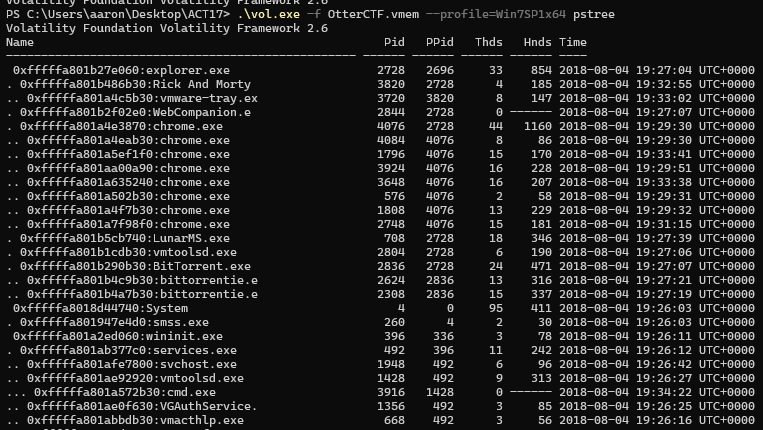 Volatility Foundation Volatility Framework 2.6
PS C:\Users\aaron\Desktop\ACT17> .\vol.exe -f OtterCTF.vmem --profile=Win7SP1x64 pstree
Volatility Foundation Volatility Framework 2.6
Name Pid PPid Thds Hnds Time
-------------------------------------------------- ------ ------ ------ ------ ----
0xfffffa801b27e060:explorer.exe 2728 2696 33 854 2018-08-04 19:27:04 UTC+0000
. 0xfffffa801b486b30:Rick And Morty 3820 2728 4 185 2018-08-04 19:32:55 UTC+0000
.. 0xfffffa801a4c5b30:vmware-tray.ex 3720 3820 8 147 2018-08-04 19:33:02 UTC+0000
. 0xfffffa801b2f02e0:WebCompanion.e 2844 2728 0 ------ 2018-08-04 19:27:07 UTC+0000
. 0xfffffa801a4e3870:chrome.exe 4076 2728 44 1160 2018-08-04 19:29:30 UTC+0000
.. 0xfffffa801a4eab30:chrome.exe 4084 4076 8 86 2018-08-04 19:29:30 UTC+0000
.. 0xfffffa801a5ef1f0:chrome.exe 1796 4076 15 170 2018-08-04 19:33:41 UTC+0000
.. 0xfffffa801aa00a90:chrome.exe 3924 4076 16 228 2018-08-04 19:29:51 UTC+0000
.. 0xfffffa801a635240:chrome.exe 3648 4076 16 207 2018-08-04 19:33:38 UTC+0000
.. 0xfffffa801a502b30:chrome.exe 576 4076 2 58 2018-08-04 19:29:31 UTC+0000
.. 0xfffffa801a4f7b30:chrome.exe 1808 4076 13 229 2018-08-04 19:29:32 UTC+0000
.. 0xfffffa801a7f98f0:chrome.exe 2748 4076 15 181 2018-08-04 19:31:15 UTC+0000
. 0xfffffa801b5cb740:LunarMS.exe 708 2728 18 346 2018-08-04 19:27:39 UTC+0000
. 0xfffffa801b1cdb30:vmtoolsd.exe 2804 2728 6 190 2018-08-04 19:27:06 UTC+0000
. 0xfffffa801b290b30:BitTorrent.exe 2836 2728 24 471 2018-08-04 19:27:07 UTC+0000
.. 0xfffffa801b4c9b30:bittorrentie.e 2624 2836 13 316 2018-08-04 19:27:21 UTC+0000
.. 0xfffffa801b4a7b30:bittorrentie.e 2308 2836 15 337 2018-08-04 19:27:19 UTC+0000
0xfffffa8018d44740:System 4 0 95 411 2018-08-04 19:26:03 UTC+0000
. 0xfffffa801947e4d0:smss.exe 260 4 2 30 2018-08-04 19:26:03 UTC+0000
0xfffffa801a2ed060:wininit.exe 396 336 3 78 2018-08-04 19:26:11 UTC+0000
. 0xfffffa801ab377c0:services.exe 492 396 11 242 2018-08-04 19:26:12 UTC+0000
.. 0xfffffa801afe7800:svchost.exe 1948 492 6 96 2018-08-04 19:26:42 UTC+0000
.. 0xfffffa801ae92920:vmtoolsd.exe 1428 492 9 313 2018-08-04 19:26:27 UTC+0000
... 0xfffffa801a572b30:cmd.exe 3916 1428 0 ------ 2018-08-04 19:34:22 UTC+0000
.. 0xfffffa801ae0f630:VGAuthService. 1356 492 3 85 2018-08-04 19:26:25 UTC+0000
.. 0xfffffa801abbdb30:vmacthlp.exe 668 492 3 56 2018-08-04 19:26:16 UTC+0000